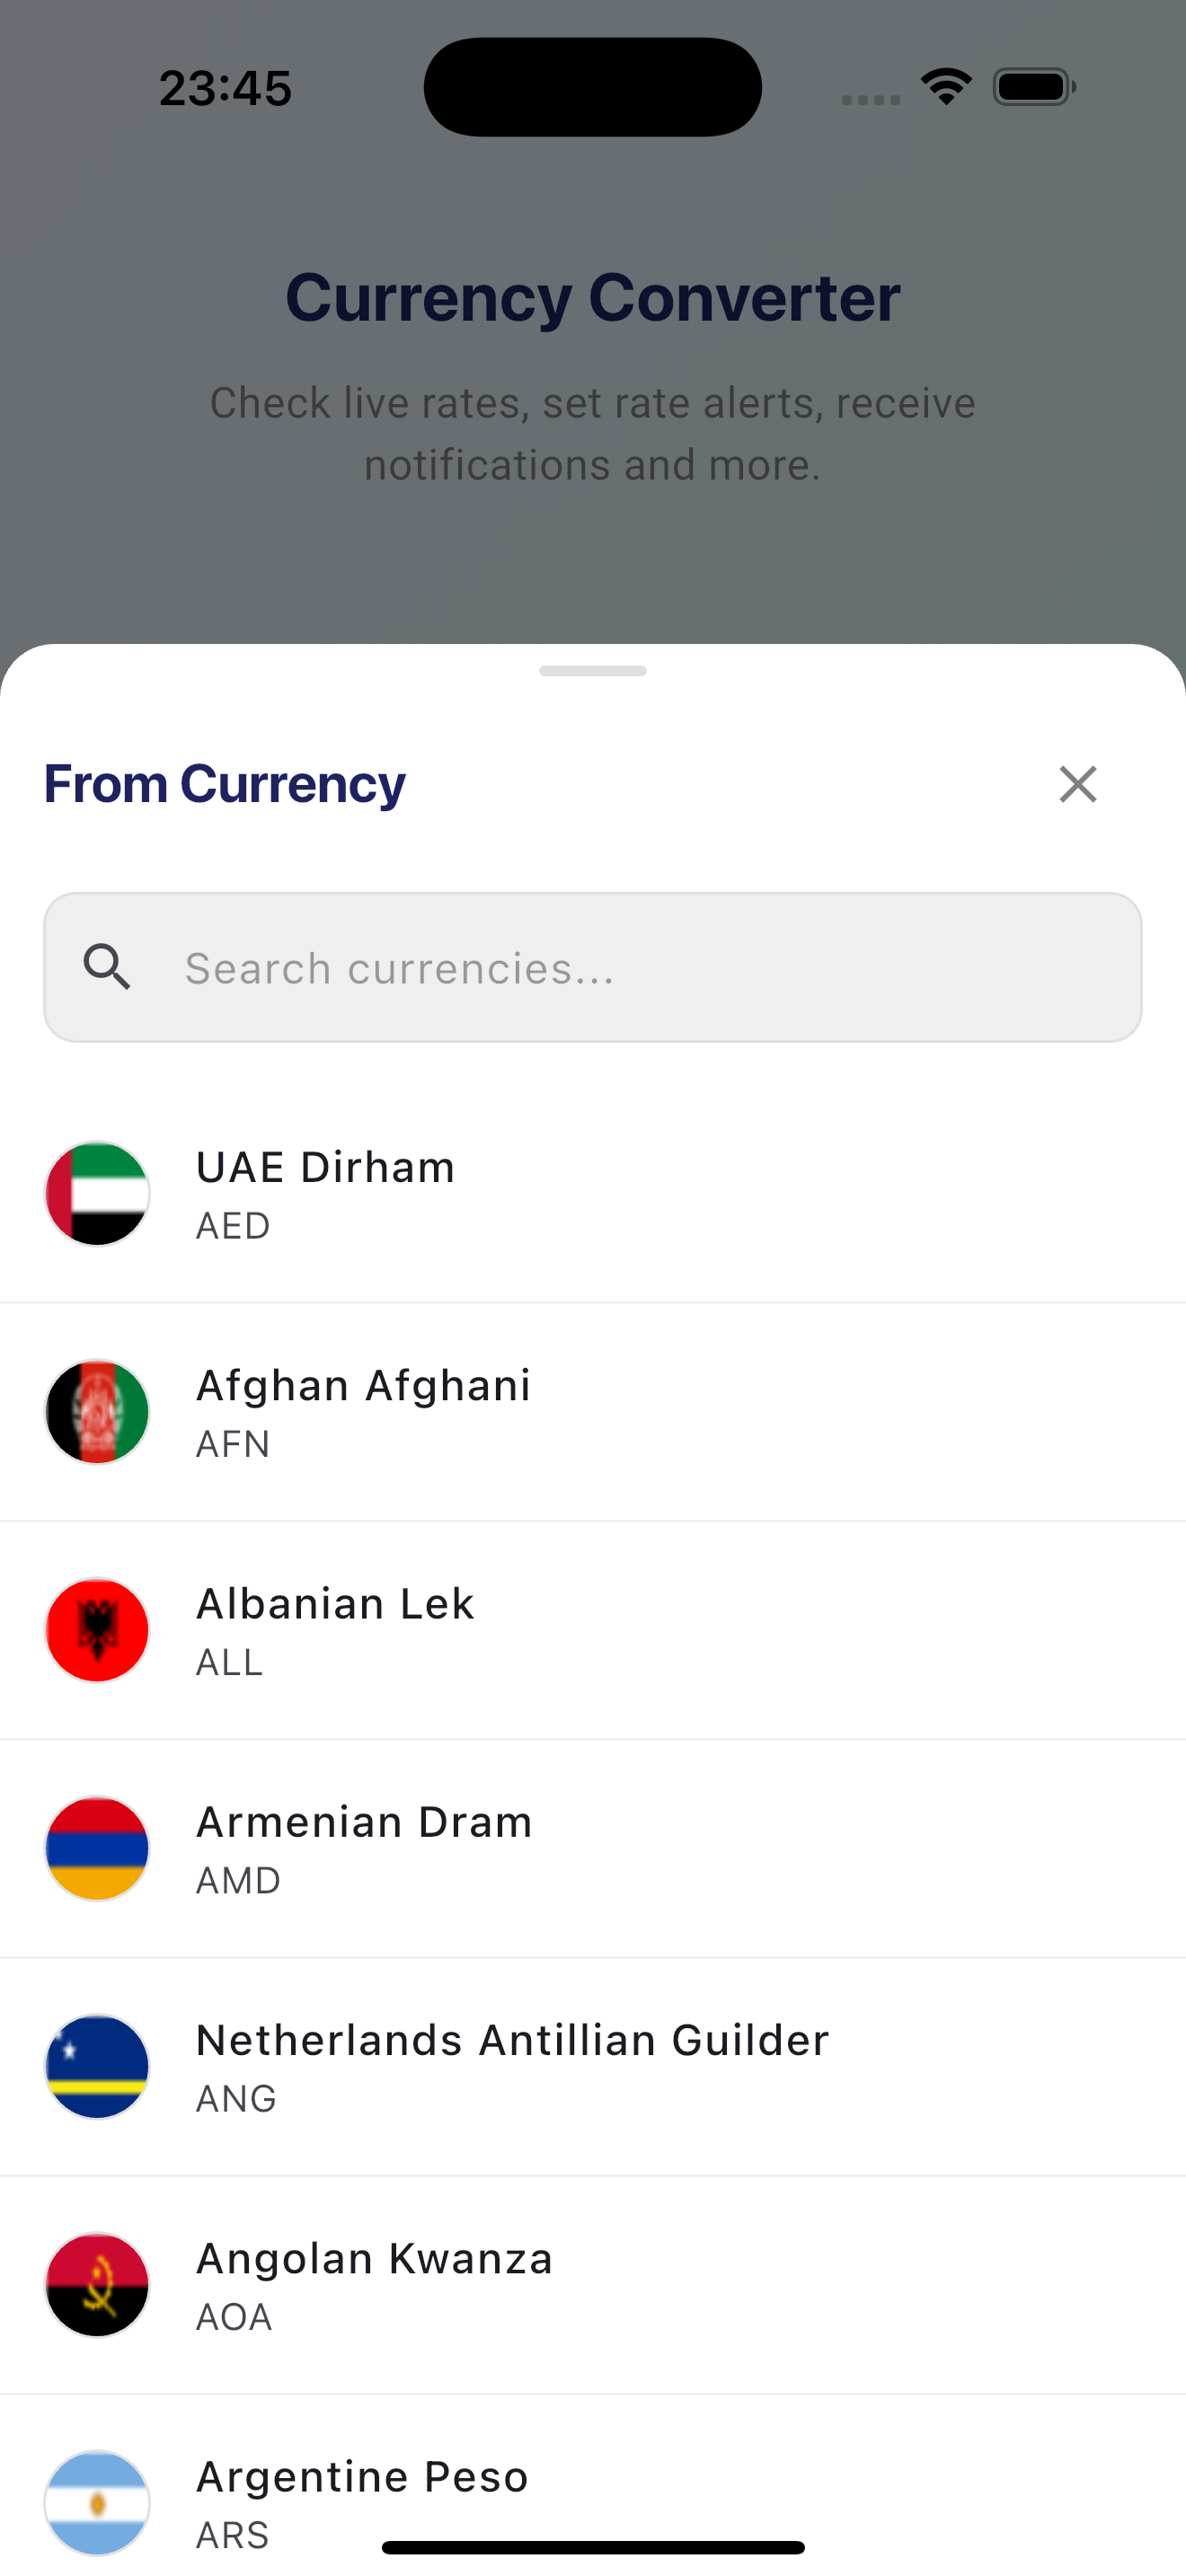 23:45
Currency Converter
Check live rates, set rate alerts, receive
notifications and more.
From Currency
Search currencies...
UAE Dirham
AED
Afghan Afghani
AFN
Albanian Lek
ALL
Armenian Dram
AMD
Netherlands Antillian Guilder
ANG
Angolan Kwanza
AOA
Argentine Peso
ARS